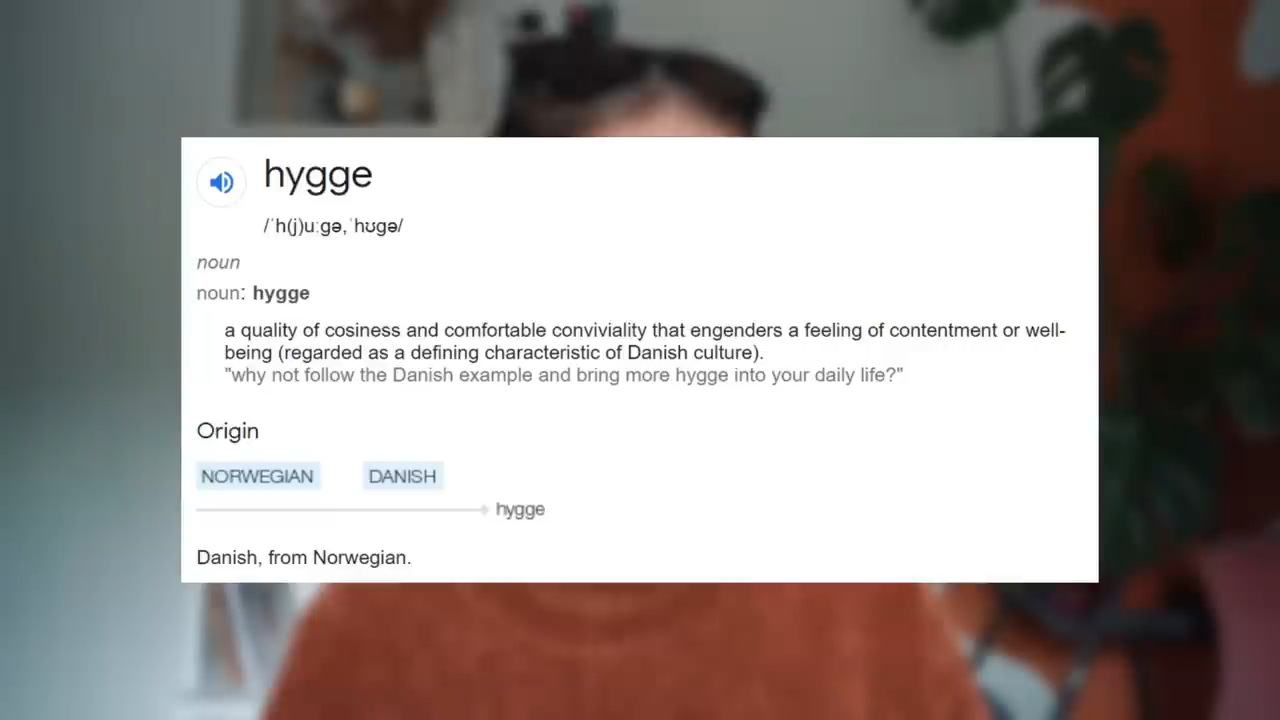 hygge
/ˈh(j)uːɡə,ˈhʊɡə/
noun
noun: hygge
a quality of cosiness and comfortable conviviality that engenders a feeling of contentment or well-
being (regarded as a defining characteristic of Danish culture).
"why not follow the Danish example and bring more hygge into your daily life?"
Origin
NORWEGIAN DANISH
hygge
Danish, from Norwegian.